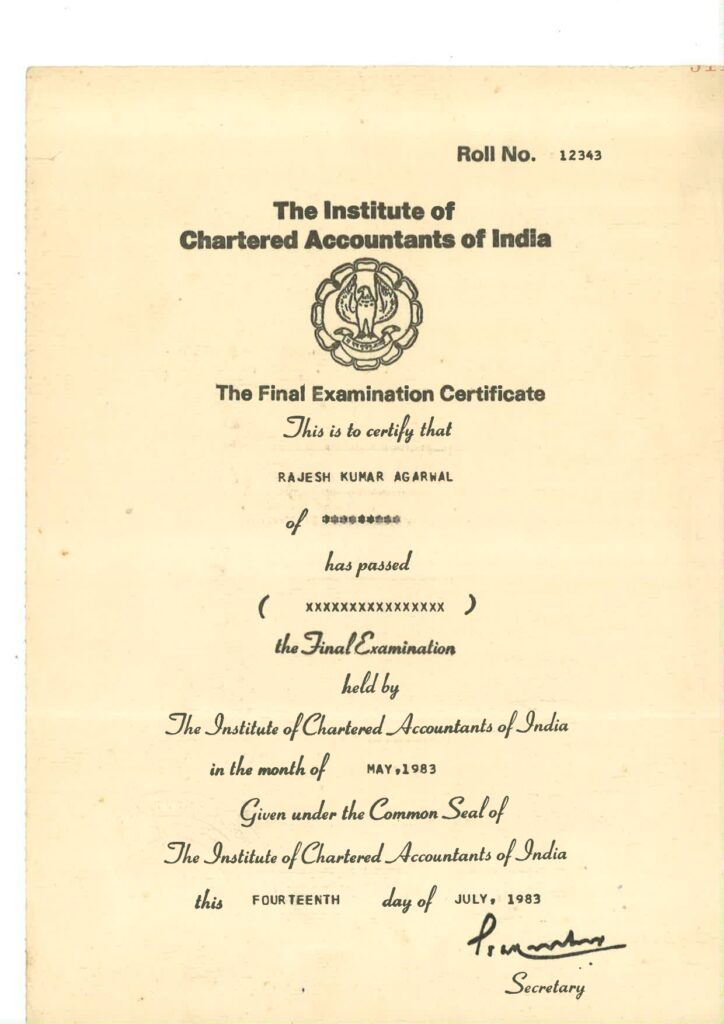 Roll No. 12343
The Institute of
Chartered Accountants of India
The Final Examination Certificate
This is to certify that
RAJESH KUMAR AGARWAL
of *********
has passed
( XXXXXXXXXXXXXXXX )
the Final Examination
held by
The Institute of Chartered Accountants of India
in the month of MAY,1983
Given under the Common Seal of
The Institute of Chartered Accountants of India
this FOURTEENTH day of JULY, 1983
Secretary